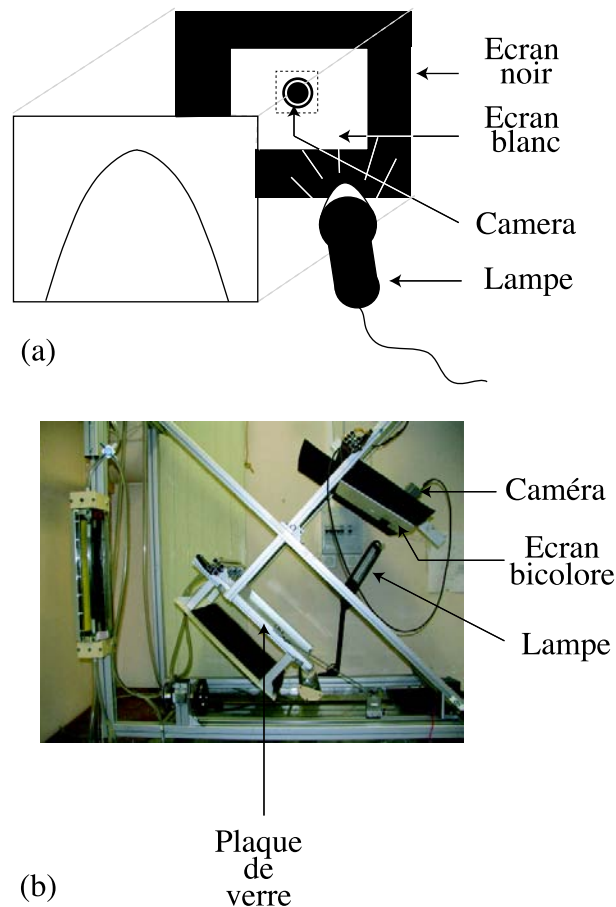 Ecran
noir
Ecran
blanc
Camera
Lampe
(a)
Caméra
Ecran
bicolore
Lampe
Plaque
de
verre
(b)